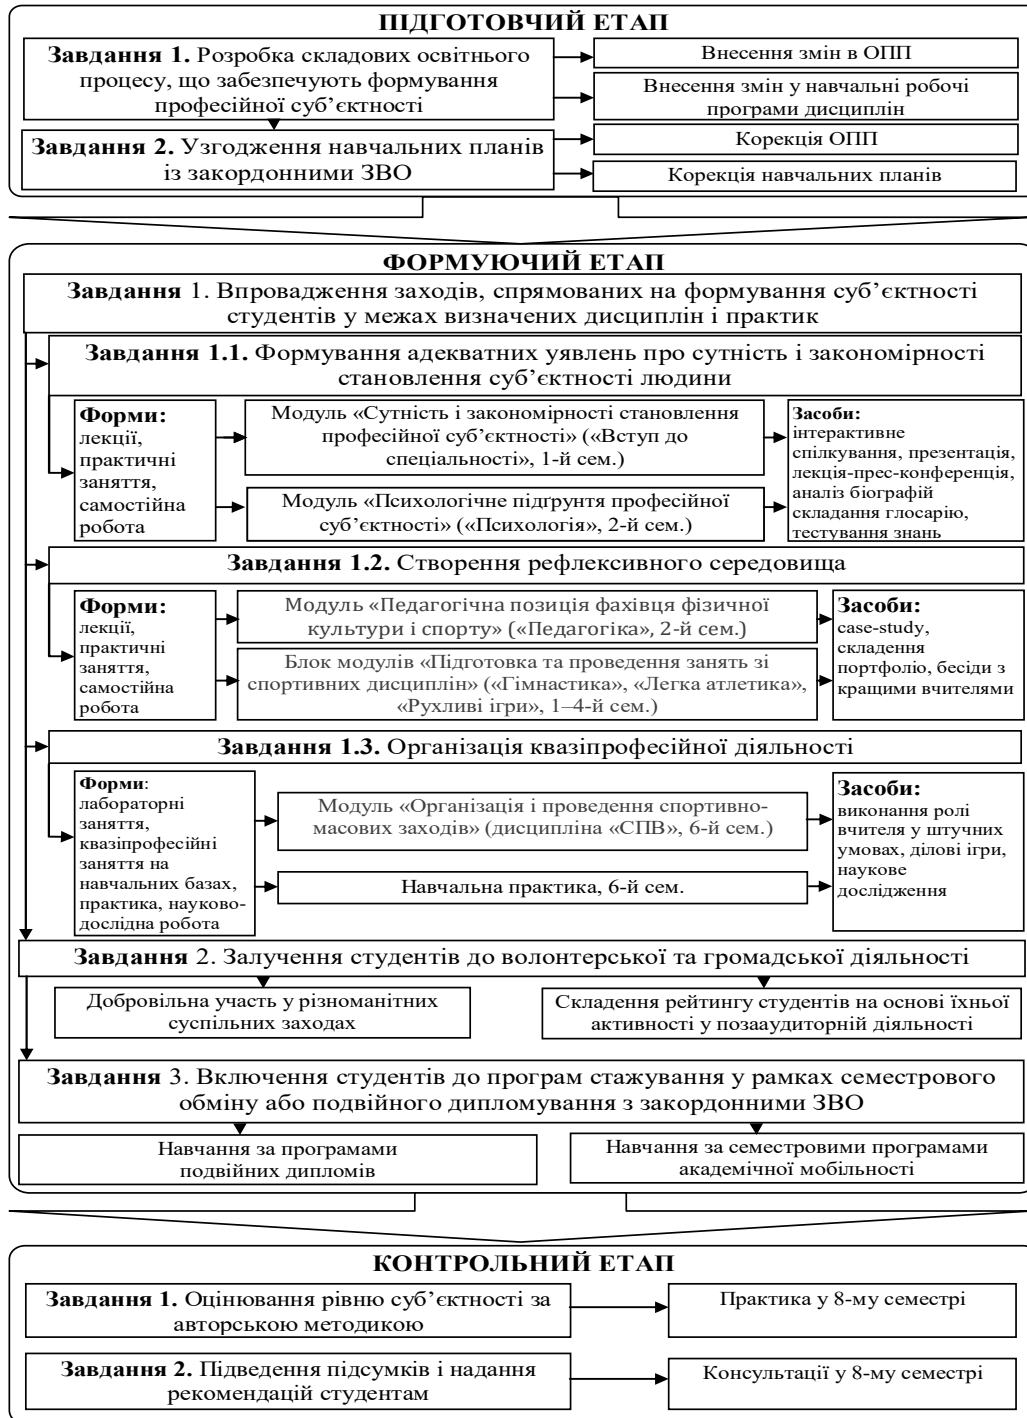 ПІДГОТОВЧИЙ ЕТАП
Завдання 1. Розробка складових освітнього
процесу, що забезпечують формування
професійної суб’єктності
Внесення змін в ОПП
Внесення змін у навчальні робочі
програми дисциплін
Завдання 2. Узгодження навчальних планів
із закордонними ЗВО
Корекція ОПП
Корекція навчальних планів
ФОРМУЮЧИЙ ЕТАП
Завдання 1. Впровадження заходів, спрямованих на формування суб’єктності
студентів у межах визначених дисциплін і практик
Завдання 1.1. Формування адекватних уявлень про сутність і закономірності
становлення суб’єктності людини
Форми:
лекції,
практичні
заняття,
самостійна
робота
Модуль «Сутність і закономірності становлення
професійної суб’єктності» («Вступ до
спеціальності», 1-й сем.)
Модуль «Психологічне підґрунтя професійної
суб’єктності» («Психологія», 2-й сем.)
Засоби:
інтерактивне
спілкування, презентація,
лекція-прес-конференція,
аналіз біографій
складання глосарію,
тестування знань
Завдання 1.2. Створення рефлексивного середовища
Форми:
лекції,
практичні
заняття,
самостійна
робота
Модуль «Педагогічна позиція фахівця фізичної
культури і спорту» («Педагогіка», 2-й сем.)
Блок модулів «Підготовка та проведення занять зі
спортивних дисциплін» («Гімнастика», «Легка атлетика»,
«Рухливі ігри», 1–4-й сем.)
Засоби:
case-study,
складення
портфоліо, бесіди з
кращими вчителями
Завдання 1.3. Організація квазіпрофесійної діяльності
Форми:
лабораторні
заняття,
квазіпрофесійні
заняття на
навчальних базах,
практика, науково-
дослідна робота
Модуль «Організація і проведення спортивно-
масових заходів» (дисципліна «СПВ», 6-й сем.)
Навчальна практика, 6-й сем.
Засоби:
виконання ролі
вчителя у штучних
умовах, ділові ігри,
наукове
дослідження
Завдання 2. Залучення студентів до волонтерської та громадської діяльності
Добровільна участь у різноманітних
суспільних заходах
Складення рейтингу студентів на основі їхньої
активності у позааудиторній діяльності
Завдання 3. Включення студентів до програм стажування у рамках семестрового
обміну або подвійного дипломування з закордонними ЗВО
Навчання за програмами
подвійних дипломів
Навчання за семестровими програмами
академічної мобільності
КОНТРОЛЬНИЙ ЕТАП
Завдання 1. Оцінювання рівню суб’єктності за
авторською методикою
Практика у 8-му семестрі
Завдання 2. Підведення підсумків і надання
рекомендацій студентам
Консультації у 8-му семестрі